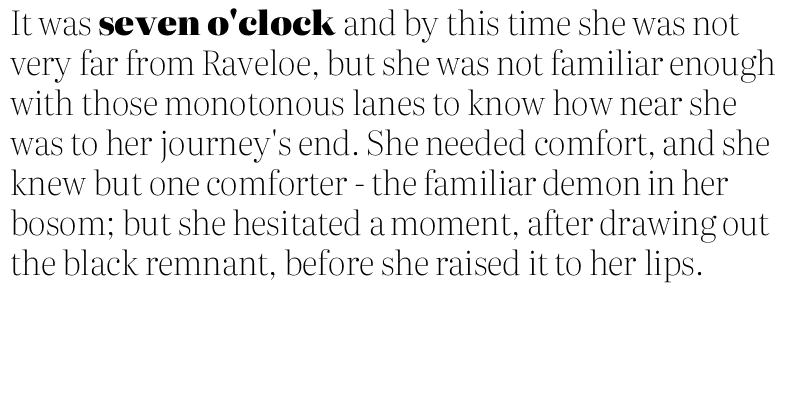 It was seven o'clock and by this time she was not
very far from Raveloe, but she was not familiar enough
with those monotonous lanes to know how near she
was to her journey's end. She needed comfort, and she
knew but one comforter - the familiar demon in her
bosom; but she hesitated a moment, after drawing out
the black remnant, before she raised it to her lips.